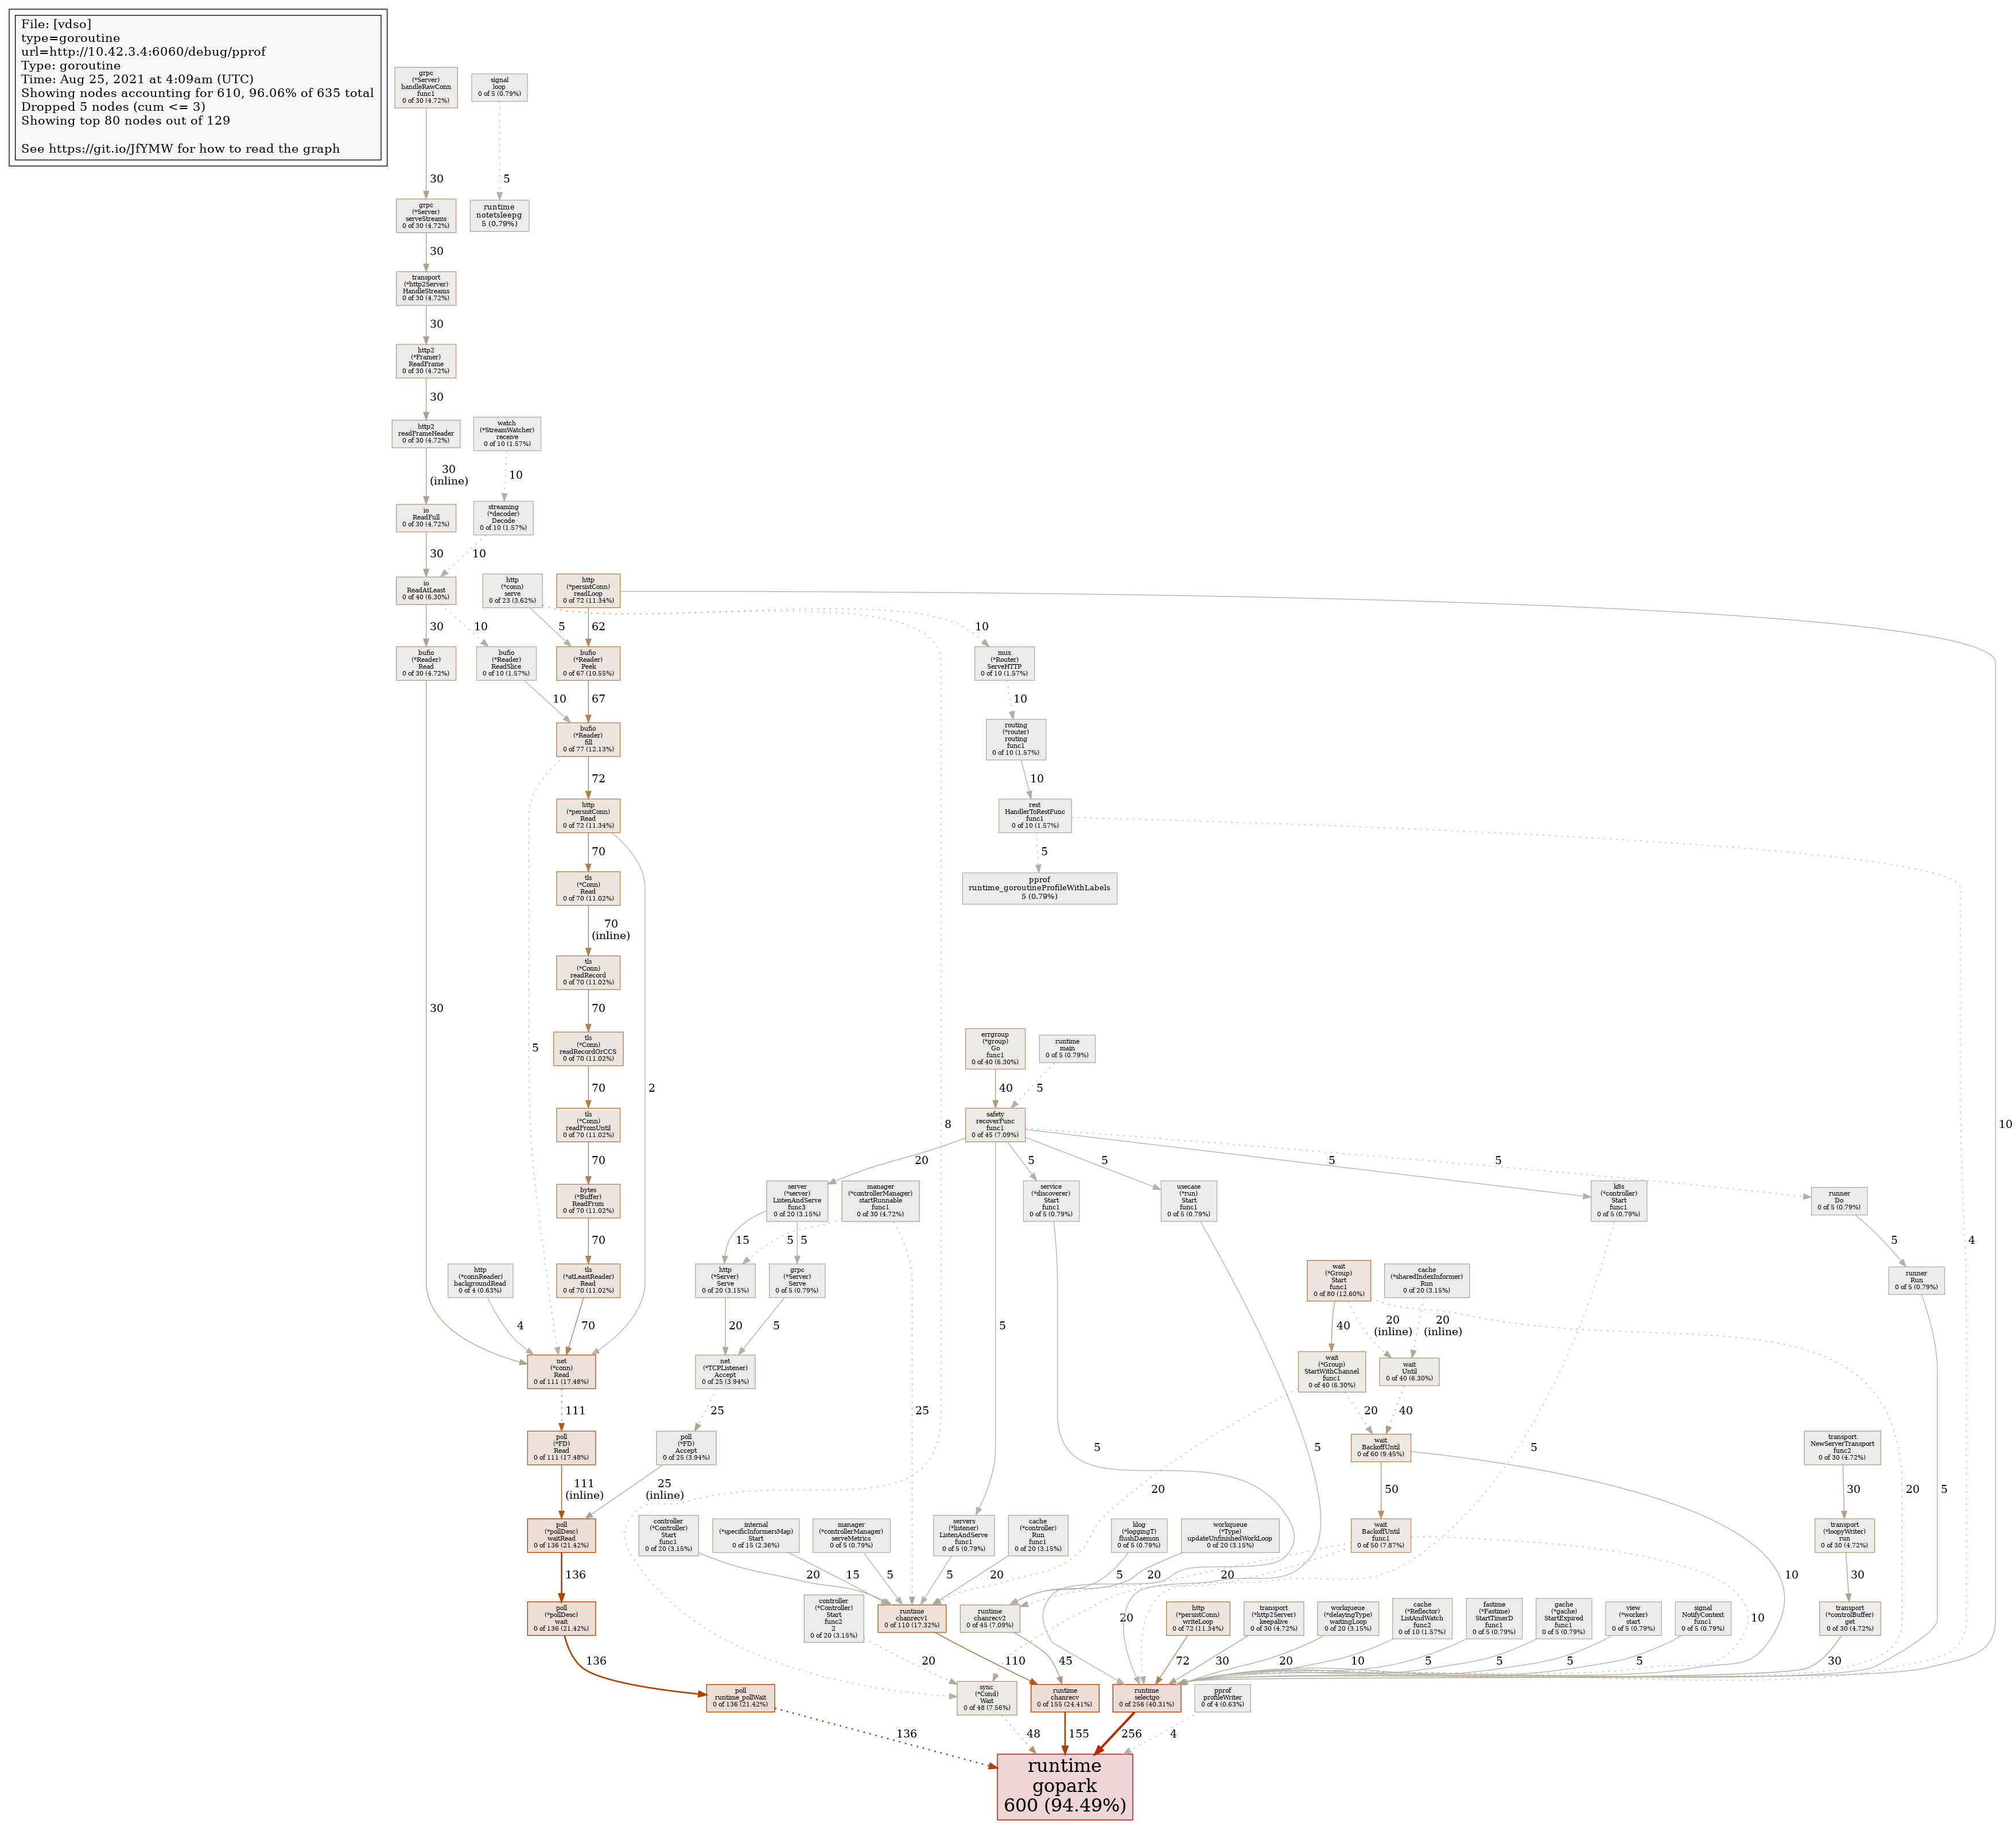 File: [vdso]
type=goroutine
url=http://10.42.3.4:6060/debug/pprof
Type: goroutine
Time: Aug 25, 2021 at 4:09am (UTC)
Showing nodes accounting for 610, 96.06% of 635 total
Dropped 5 nodes (cum <= 3)
Showing top 80 nodes out of 129
See https://git.io/JfYMW for how to read the graph
grpc
(*Server)
handleRawConn
func1
0 of 30 (4.72%)
signal
loop
0 of 5 (0.79%)
30
5
grpc
(*Server)
serveStreams
0 of 30 (4.72%)
runtime
notetsleepg
5 (0.79%)
30
transport
(*http2Server)
HandleStreams
0 of 30 (4.72%)
30
http2
(*Framer)
ReadFrame
0 of 30 (4.72%)
30
http2
readFrameHeader
0 of 30 (4.72%)
watch
(*StreamWatcher)
receive
0 of 10 (1.57%)
30
(inline)
10
io
ReadFull
0 of 30 (4.72%)
streaming
(*decoder)
Decode
0 of 10 (1.57%)
30
10
io
ReadAtLeast
0 of 40 (6.30%)
http
(*conn)
serve
0 of 23 (3.62%)
http
(*persistConn)
readLoop
0 of 72 (11.34%)
30
10
5
62
10
bufio
(*Reader)
Read
0 of 30 (4.72%)
bufio
(*Reader)
ReadSlice
0 of 10 (1.57%)
bufio
(*Reader)
Peek
0 of 67 (10.55%)
mux
(*Router)
ServeHTTP
0 of 10 (1.57%)
10
67
10
bufio
(*Reader)
fill
0 of 77 (12.13%)
routing
(*router)
routing
func1
0 of 10 (1.57%)
72
10
http
(*persistConn)
Read
0 of 72 (11.34%)
rest
HandlerToRestFunc
func1
0 of 10 (1.57%)
70
5
tls
(*Conn)
Read
0 of 70 (11.02%)
pprof
runtime_goroutineProfileWithLabels
5 (0.79%)
70
(inline)
tls
(*Conn)
readRecord
0 of 70 (11.02%)
30
70
tls
(*Conn)
readRecordOrCCS
0 of 70 (11.02%)
errgroup
(*group)
Go
func1
0 of 40 (6.30%)
runtime
main
0 of 5 (0.79%)
5
70
2
40
5
tls
(*Conn)
readFromUntil
0 of 70 (11.02%)
8
safety
recoverFunc
func1
0 of 45 (7.09%)
10
70
20
5
5
5
5
bytes
(*Buffer)
ReadFrom
0 of 70 (11.02%)
server
(*server)
ListenAndServe
func3
0 of 20 (3.15%)
manager
(*controllerManager)
startRunnable
func1
0 of 30 (4.72%)
service
(*discoverer)
Start
func1
0 of 5 (0.79%)
usecase
(*run)
Start
func1
0 of 5 (0.79%)
k8s
(*controller)
Start
func1
0 of 5 (0.79%)
runner
Do
0 of 5 (0.79%)
70
15
5
5
5
4
http
(*connReader)
backgroundRead
0 of 4 (0.63%)
tls
(*atLeastReader)
Read
0 of 70 (11.02%)
http
(*Server)
Serve
0 of 20 (3.15%)
grpc
(*Server)
Serve
0 of 5 (0.79%)
wait
(*Group)
Start
func1
0 of 80 (12.60%)
cache
(*sharedIndexInformer)
Run
0 of 20 (3.15%)
runner
Run
0 of 5 (0.79%)
4
70
20
5
5
40
20
(inline)
20
(inline)
net
(*conn)
Read
0 of 111 (17.48%)
net
(*TCPListener)
Accept
0 of 25 (3.94%)
wait
(*Group)
StartWithChannel
func1
0 of 40 (6.30%)
wait
Until
0 of 40 (6.30%)
111
25
25
20
40
poll
(*FD)
Read
0 of 111 (17.48%)
poll
(*FD)
Accept
0 of 25 (3.94%)
5
5
wait
BackoffUntil
0 of 60 (9.45%)
5
transport
NewServerTransport
func2
0 of 30 (4.72%)
111
(inline)
25
(inline)
20
50
20
5
30
poll
(*pollDesc)
waitRead
0 of 136 (21.42%)
controller
(*Controller)
Start
func1
0 of 20 (3.15%)
internal
(*specificInformersMap)
Start
0 of 15 (2.36%)
manager
(*controllerManager)
serveMetrics
0 of 5 (0.79%)
servers
(*listener)
ListenAndServe
func1
0 of 5 (0.79%)
cache
(*controller)
Run
func1
0 of 20 (3.15%)
klog
(*loggingT)
flushDaemon
0 of 5 (0.79%)
workqueue
(*Type)
updateUnfinishedWorkLoop
0 of 20 (3.15%)
wait
BackoffUntil
func1
0 of 50 (7.87%)
transport
(*loopyWriter)
run
0 of 30 (4.72%)
136
20
15
5
5
20
5
20
20
10
30
poll
(*pollDesc)
wait
0 of 136 (21.42%)
controller
(*Controller)
Start
func2
2
0 of 20 (3.15%)
runtime
chanrecv1
0 of 110 (17.32%)
runtime
chanrecv2
0 of 45 (7.09%)
20
http
(*persistConn)
writeLoop
0 of 72 (11.34%)
transport
(*http2Server)
keepalive
0 of 30 (4.72%)
workqueue
(*delayingType)
waitingLoop
0 of 20 (3.15%)
cache
(*Reflector)
ListAndWatch
func2
0 of 10 (1.57%)
fastime
(*Fastime)
StartTimerD
func1
0 of 5 (0.79%)
gache
(*gache)
StartExpired
func1
0 of 5 (0.79%)
view
(*worker)
start
0 of 5 (0.79%)
signal
NotifyContext
func1
0 of 5 (0.79%)
10
transport
(*controlBuffer)
get
0 of 30 (4.72%)
136
20
110
45
72
30
20
10
5
5
5
5
30
poll
runtime_pollWait
0 of 136 (21.42%)
sync
(*Cond)
Wait
0 of 48 (7.56%)
runtime
chanrecv
0 of 155 (24.41%)
runtime
selectgo
0 of 256 (40.31%)
pprof
profileWriter
0 of 4 (0.63%)
136
48
155
256
4
runtime
gopark
600 (94.49%)